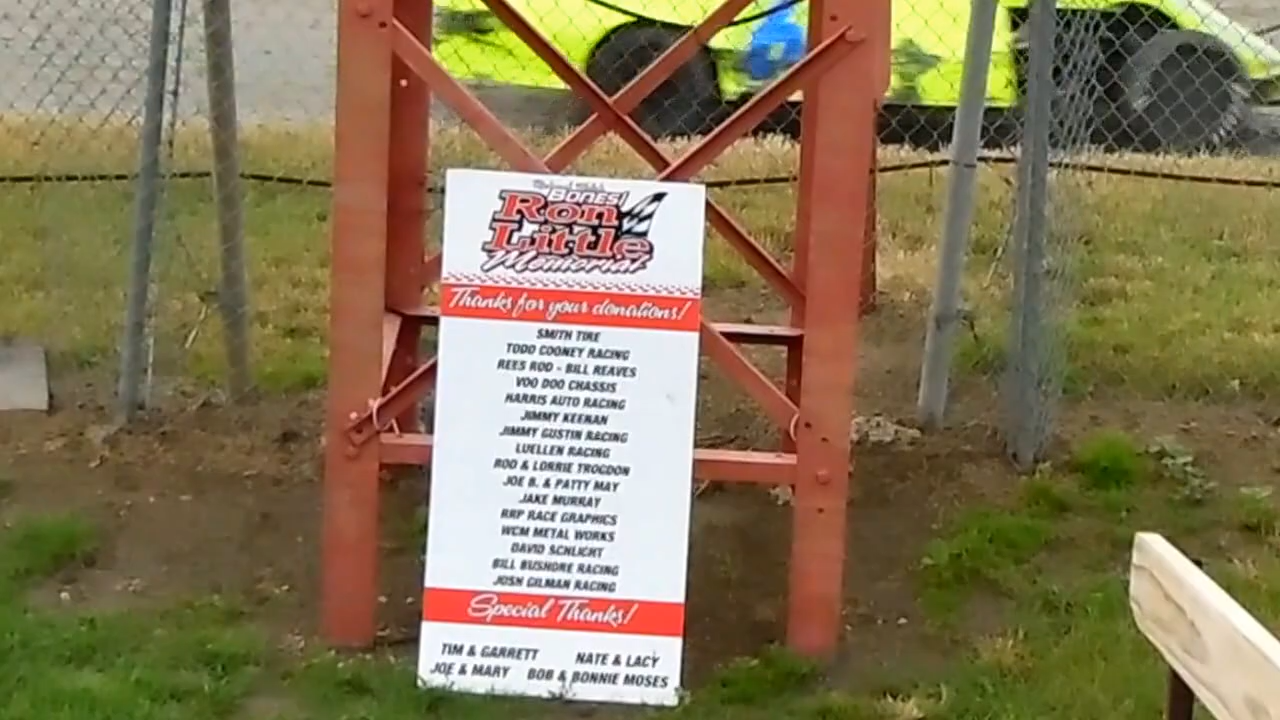 BONES!
Ron
Little
Memorial
Thanks for your donations!
SMITH TIRE
TODD COONEY RACING
REES ROD - BILL REAVES
VOO DOO CHASSIS
HARRIS AUTO RACING
JIMMY KEENAN
JIMMY GUSTIN RACING
LUELLEN RACING
ROD & LORRIE TROGDON
JOE B. & PATTY MAY
JAKE MURRAY
RRP RACE GRAPHICS
WCM METAL WORKS
DAVID SCHLICHT
BILL BUSHORE RACING
JOSH GILMAN RACING
Special Thanks!
TIM & GARRETT NATE & LACY
JOE & MARY BOB & BONNIE MOSES